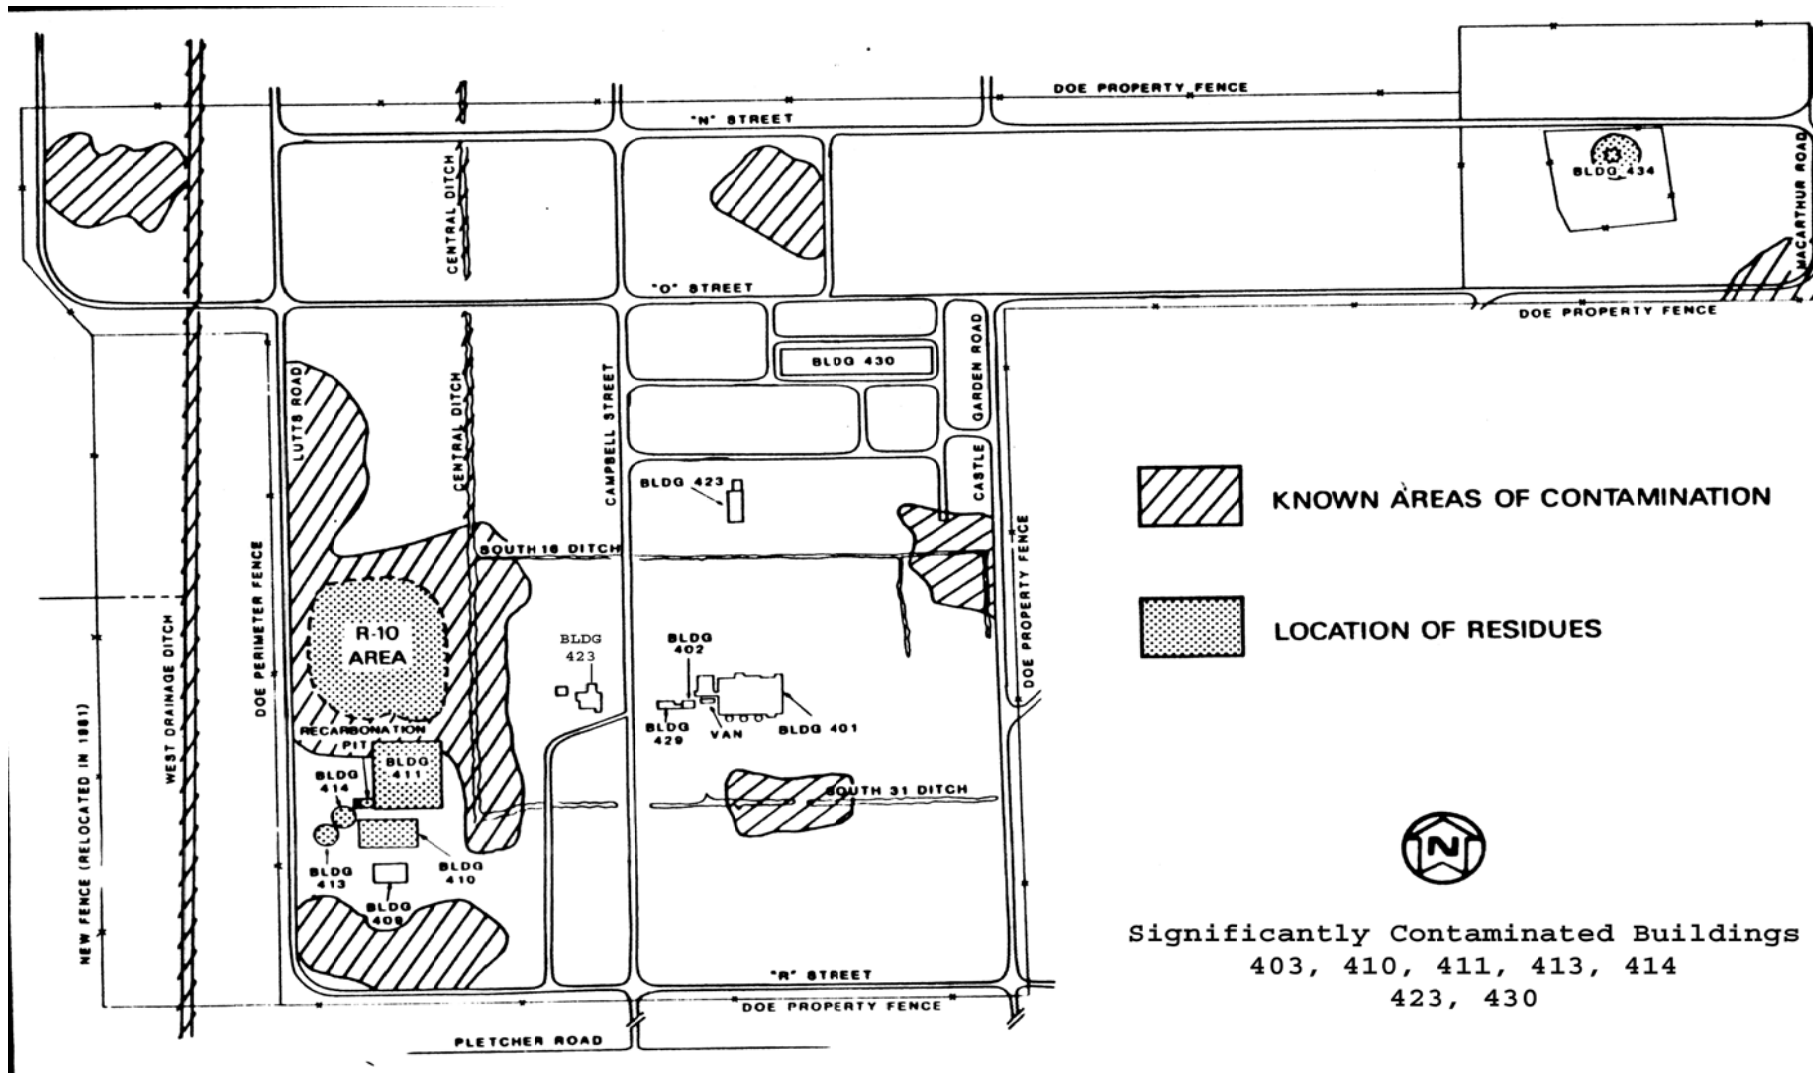 DOE PROPERTY FENCE
"N" STREET
CENTRAL DITCH
BLDG 434
MACARTHUR ROAD
"O" STREET
DOE PROPERTY FENCE
BLDG 430
GARDEN ROAD
CASTLE
LUTTS ROAD
CENTRAL DITCH
CAMPBELL STREET
BLDG 423
SOUTH 16 DITCH
DOE PROPERTY FENCE
DOE PERIMETER FENCE
WEST DRAINAGE DITCH
NEW FENCE (RELOCATED IN 1981)
R-10
AREA
BLDG
423
BLDG
402
BLDG
429
VAN
BLDG 401
RECARBONATION
PIT
BLDG
411
BLDG
414
SOUTH 31 DITCH
BLDG
413
BLDG
410
BLDG
409
"R" STREET
DOE PROPERTY FENCE
PLETCHER ROAD
KNOWN AREAS OF CONTAMINATION
LOCATION OF RESIDUES
N
Significantly Contaminated Buildings
403, 410, 411, 413, 414
423, 430